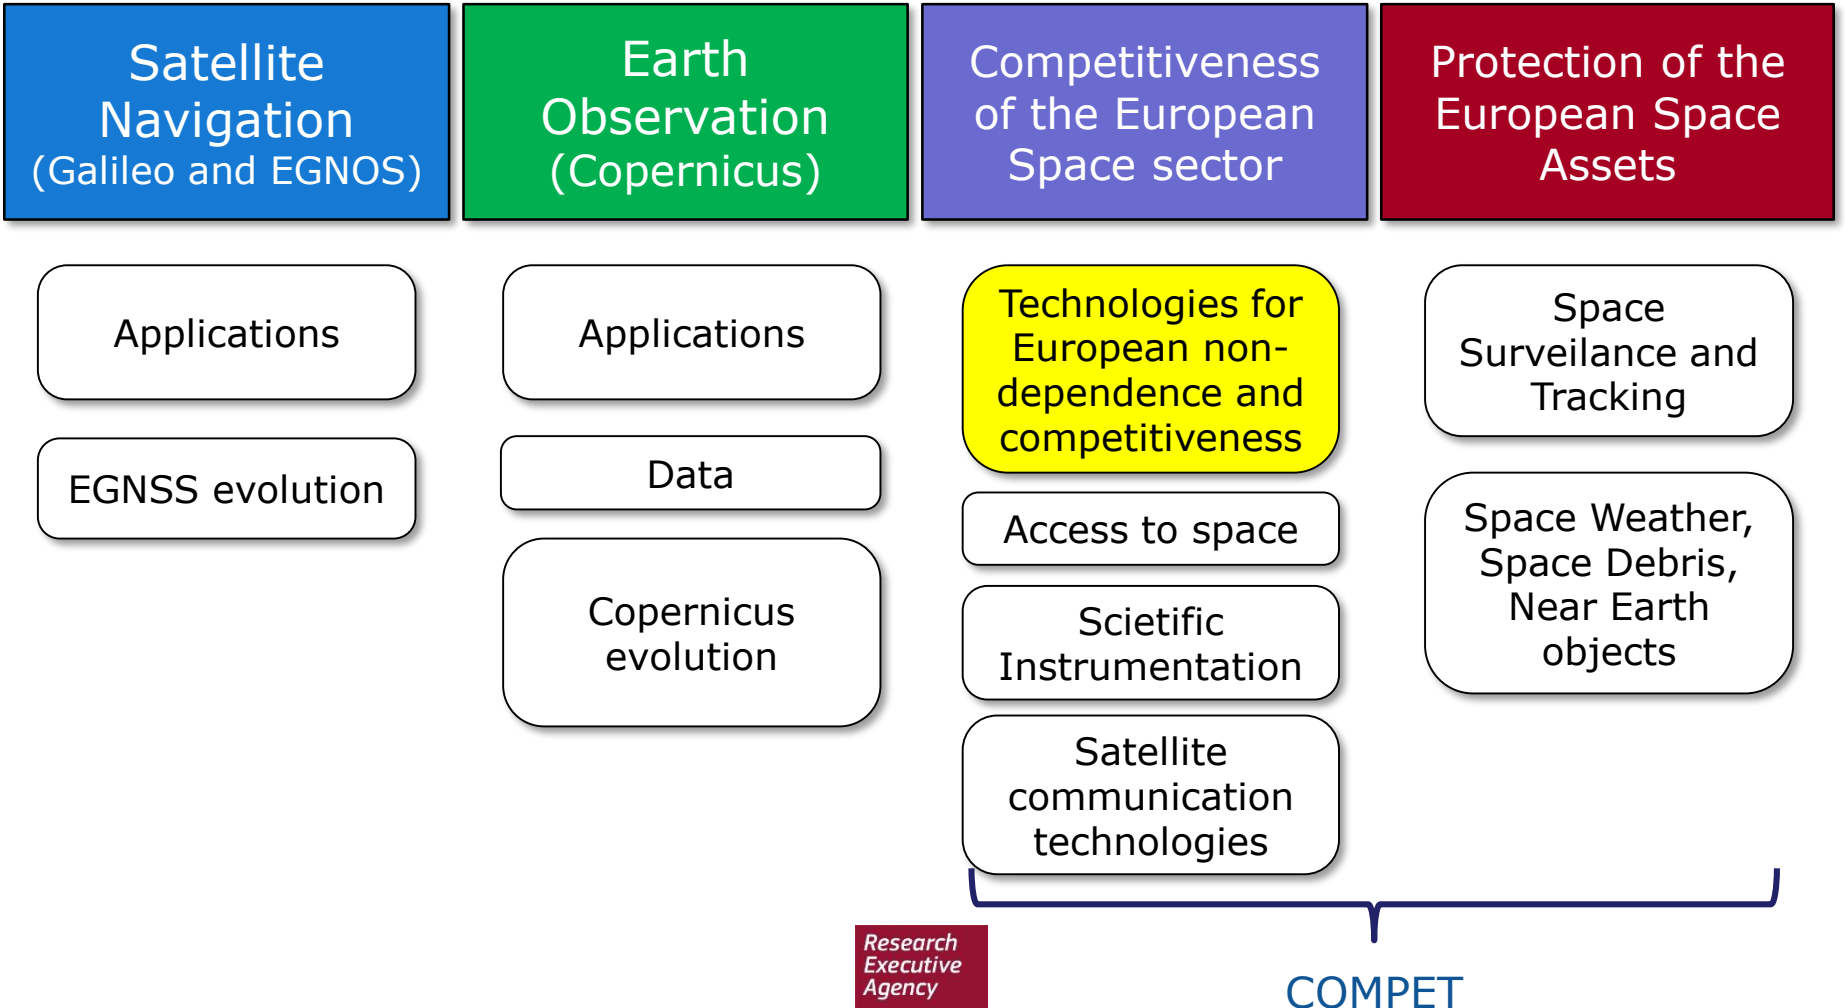 Satellite
Navigation
(Galileo and EGNOS)
Earth
Observation
(Copernicus)
Competitiveness
of the European
Space sector
Protection of the
European Space
Assets
Applications
EGNSS evolution
Applications
Data
Copernicus
evolution
Technologies for
European non-
dependence and
competitiveness
Access to space
Scietific
Instrumentation
Satellite
communication
technologies
Space
Surveilance and
Tracking
Space Weather,
Space Debris,
Near Earth
objects
Research
Executive
Agency
COMPET